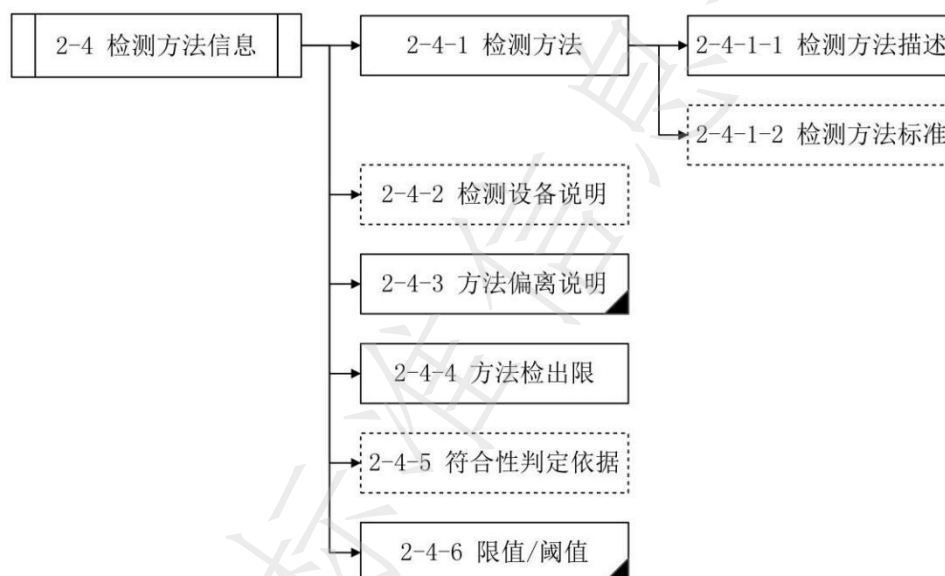 2-4 检测方法信息
2-4-1 检测方法
2-4-1-1 检测方法描述
2-4-1-2 检测方法标准
2-4-2 检测设备说明
2-4-3 方法偏离说明
2-4-4 方法检出限
2-4-5 符合性判定依据
2-4-6 限值/阈值
标准信息